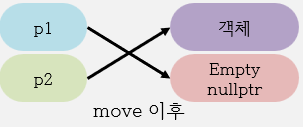 p1
객체
p2
Empty
nullptr
move 이후